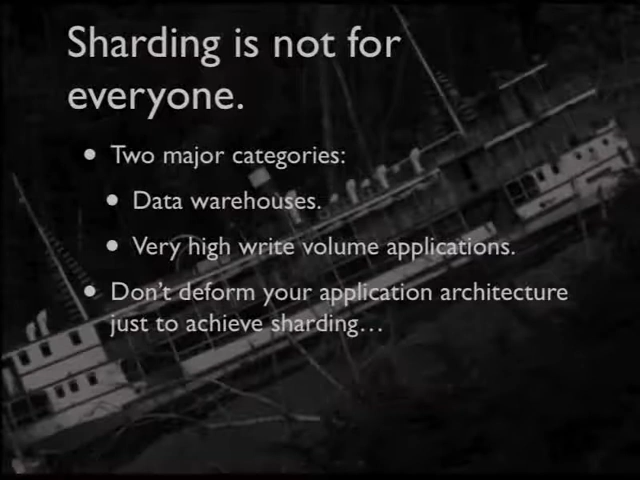 Sharding is not for
everyone.
• Two major categories:
• Data warehouses.
• Very high write volume applications.
• Don't deform your application architecture
just to achieve sharding…